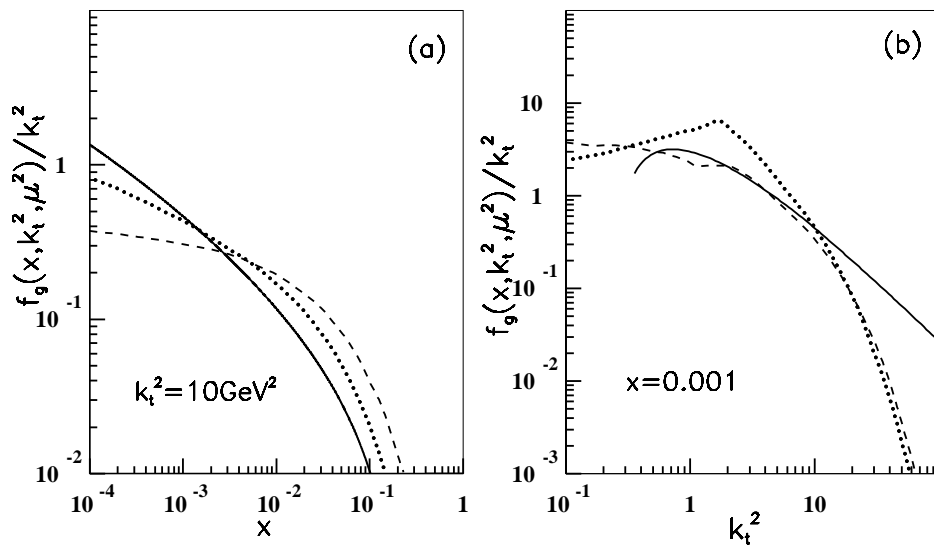 (a)
f_g(x,k_t^2,μ^2)/k_t^2
1
10^-1
10^-2
k_t^2=10GeV^2
10^-4 10^-3 10^-2 10^-1 1
x
(b)
f_g(x,k_t^2,μ^2)/k_t^2
10
1
10^-1
10^-2
10^-3
x=0.001
10^-1 1 10
k_t^2